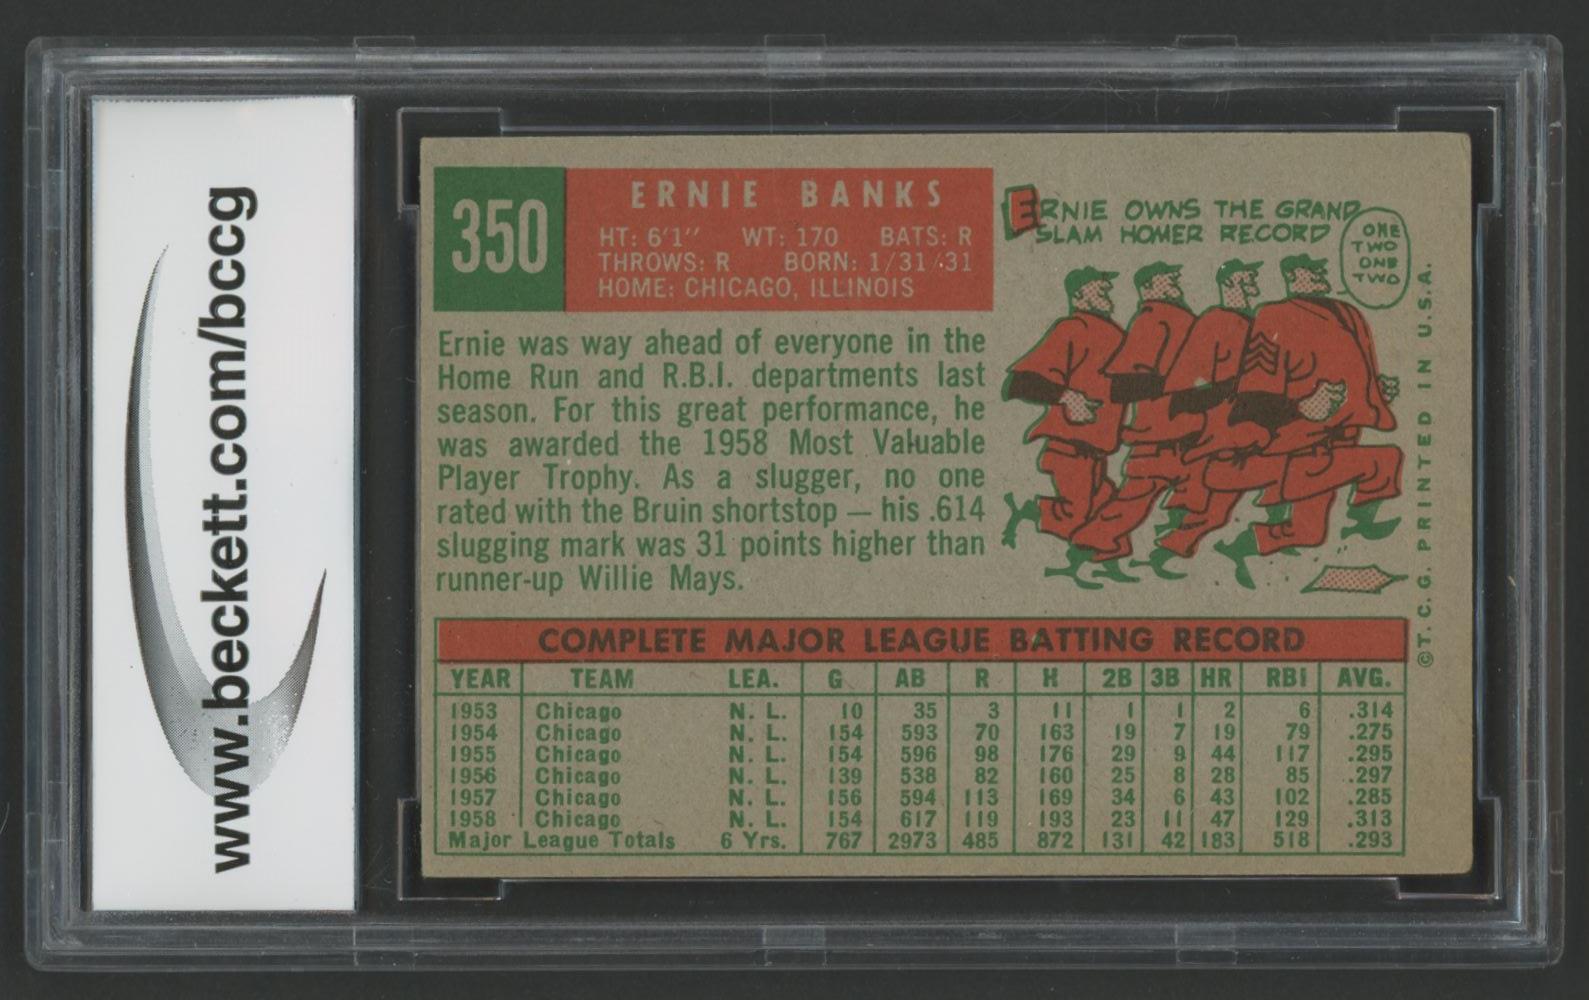 www.beckett.com/bccg
350
ERNIE BANKS
HT: 6'1" WT: 170 BATS: R
THROWS: R BORN: 1/31/31
HOME: CHICAGO, ILLINOIS
Ernie was way ahead of everyone in the
Home Run and R.B.I. departments last
season. For this great performance, he
was awarded the 1958 Most Valuable
Player Trophy. As a slugger, no one
rated with the Bruin shortstop — his .614
slugging mark was 31 points higher than
runner-up Willie Mays.
ERNIE OWNS THE GRAND
SLAM HOMER RECORD
ONE
TWO
ONE
TWO
©T.C.G. PRINTED IN U.S.A.
COMPLETE MAJOR LEAGUE BATTING RECORD
YEAR TEAM LEA. G AB R H 2B 3B HR RBI AVG.
1953 Chicago N. L. 10 35 3 11 1 1 2 6 .314
1954 Chicago N. L. 154 593 70 163 19 7 19 79 .275
1955 Chicago N. L. 154 596 98 176 29 9 44 117 .295
1956 Chicago N. L. 139 538 82 160 25 8 28 85 .297
1957 Chicago N. L. 156 594 113 169 34 6 43 102 .285
1958 Chicago N. L. 154 617 119 193 23 11 47 129 .313
Major League Totals 6 Yrs. 767 2973 485 872 131 42 183 518 .293